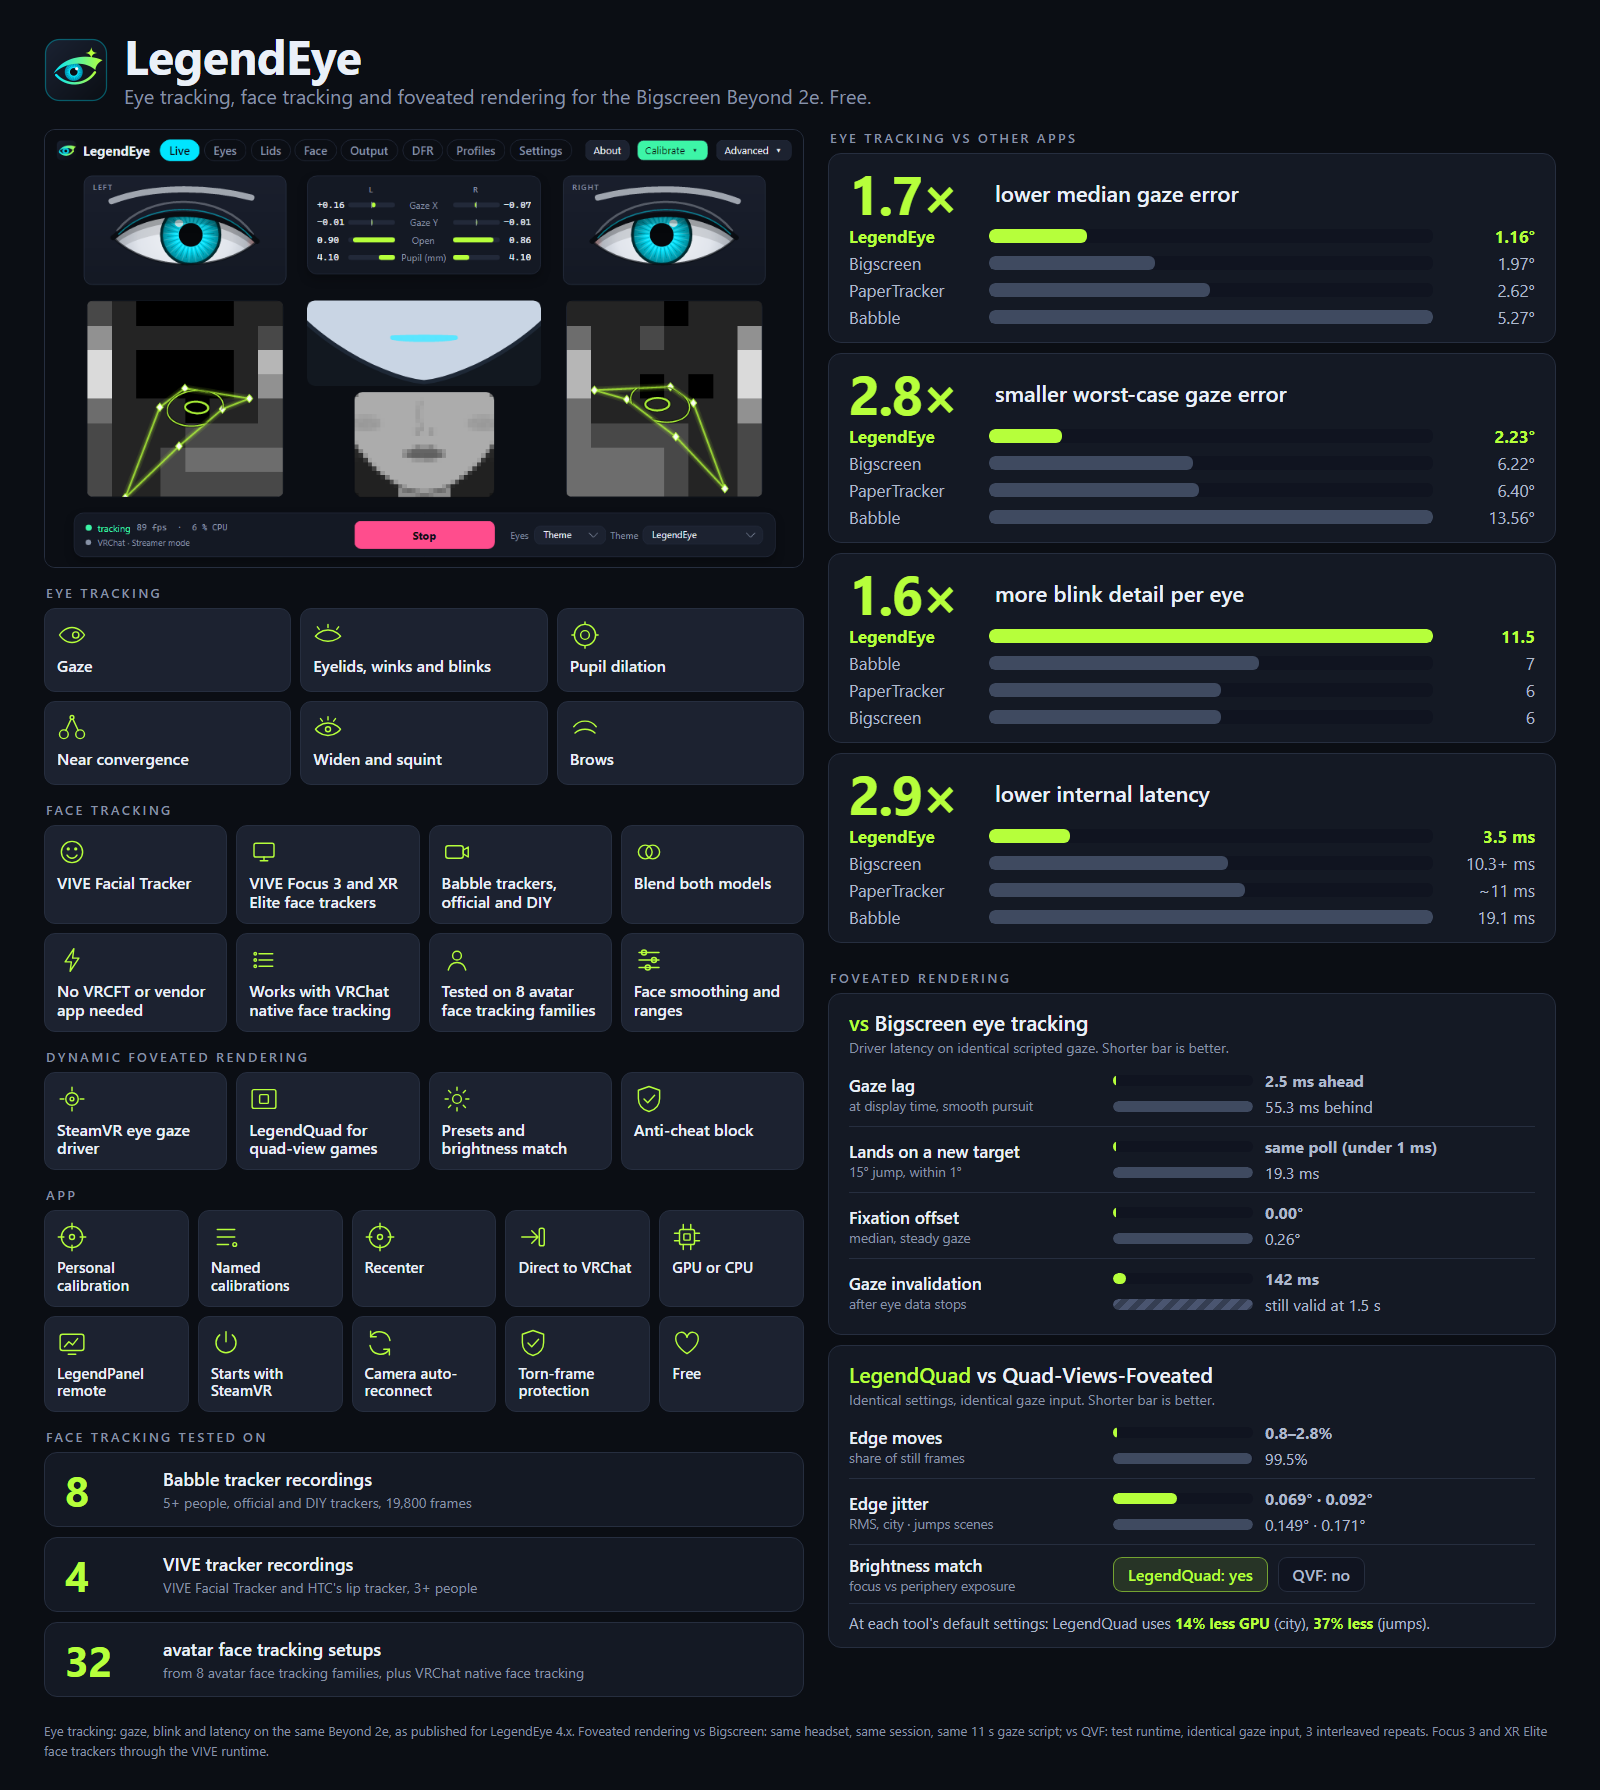 LegendEye
Eye tracking, face tracking and foveated rendering for the Bigscreen Beyond 2e. Free.
LegendEye
Live
Eyes
Lids
Face
Output
DFR
Profiles
Settings
About
Calibrate
Advanced
LEFT
L
R
+0.16 Gaze X −0.07
−0.01 Gaze Y −0.01
0.90 Open 0.86
4.10 Pupil (mm) 4.10
RIGHT
tracking 89 fps · 6 % CPU
VRChat · Streamer mode
Stop
Eyes
Theme
Theme
LegendEye
EYE TRACKING
Gaze
Eyelids, winks and blinks
Pupil dilation
Near convergence
Widen and squint
Brows
FACE TRACKING
VIVE Facial Tracker
VIVE Focus 3 and XR
Elite face trackers
Babble trackers,
official and DIY
Blend both models
No VRCFT or vendor
app needed
Works with VRChat
native face tracking
Tested on 8 avatar
face tracking families
Face smoothing and
ranges
DYNAMIC FOVEATED RENDERING
SteamVR eye gaze
driver
LegendQuad for
quad-view games
Presets and
brightness match
Anti-cheat block
APP
Personal
calibration
Named
calibrations
Recenter
Direct to VRChat
GPU or CPU
LegendPanel
remote
Starts with
SteamVR
Camera auto-
reconnect
Torn-frame
protection
Free
FACE TRACKING TESTED ON
8
Babble tracker recordings
5+ people, official and DIY trackers, 19,800 frames
4
VIVE tracker recordings
VIVE Facial Tracker and HTC's lip tracker, 3+ people
32
avatar face tracking setups
from 8 avatar face tracking families, plus VRChat native face tracking
EYE TRACKING VS OTHER APPS
1.7× lower median gaze error
LegendEye 1.16°
Bigscreen 1.97°
PaperTracker 2.62°
Babble 5.27°
2.8× smaller worst-case gaze error
LegendEye 2.23°
Bigscreen 6.22°
PaperTracker 6.40°
Babble 13.56°
1.6× more blink detail per eye
LegendEye 11.5
Babble 7
PaperTracker 6
Bigscreen 6
2.9× lower internal latency
LegendEye 3.5 ms
Bigscreen 10.3+ ms
PaperTracker ~11 ms
Babble 19.1 ms
FOVEATED RENDERING
vs Bigscreen eye tracking
Driver latency on identical scripted gaze. Shorter bar is better.
Gaze lag
at display time, smooth pursuit
2.5 ms ahead
55.3 ms behind
Lands on a new target
15° jump, within 1°
same poll (under 1 ms)
19.3 ms
Fixation offset
median, steady gaze
0.00°
0.26°
Gaze invalidation
after eye data stops
142 ms
still valid at 1.5 s
LegendQuad vs Quad-Views-Foveated
Identical settings, identical gaze input. Shorter bar is better.
Edge moves
share of still frames
0.8–2.8%
99.5%
Edge jitter
RMS, city · jumps scenes
0.069° · 0.092°
0.149° · 0.171°
Brightness match
focus vs periphery exposure
LegendQuad: yes
QVF: no
At each tool's default settings: LegendQuad uses 14% less GPU (city), 37% less (jumps).
Eye tracking: gaze, blink and latency on the same Beyond 2e, as published for LegendEye 4.x. Foveated rendering vs Bigscreen: same headset, same session, same 11 s gaze script; vs QVF: test runtime, identical gaze input, 3 interleaved repeats. Focus 3 and XR Elite
face trackers through the VIVE runtime.